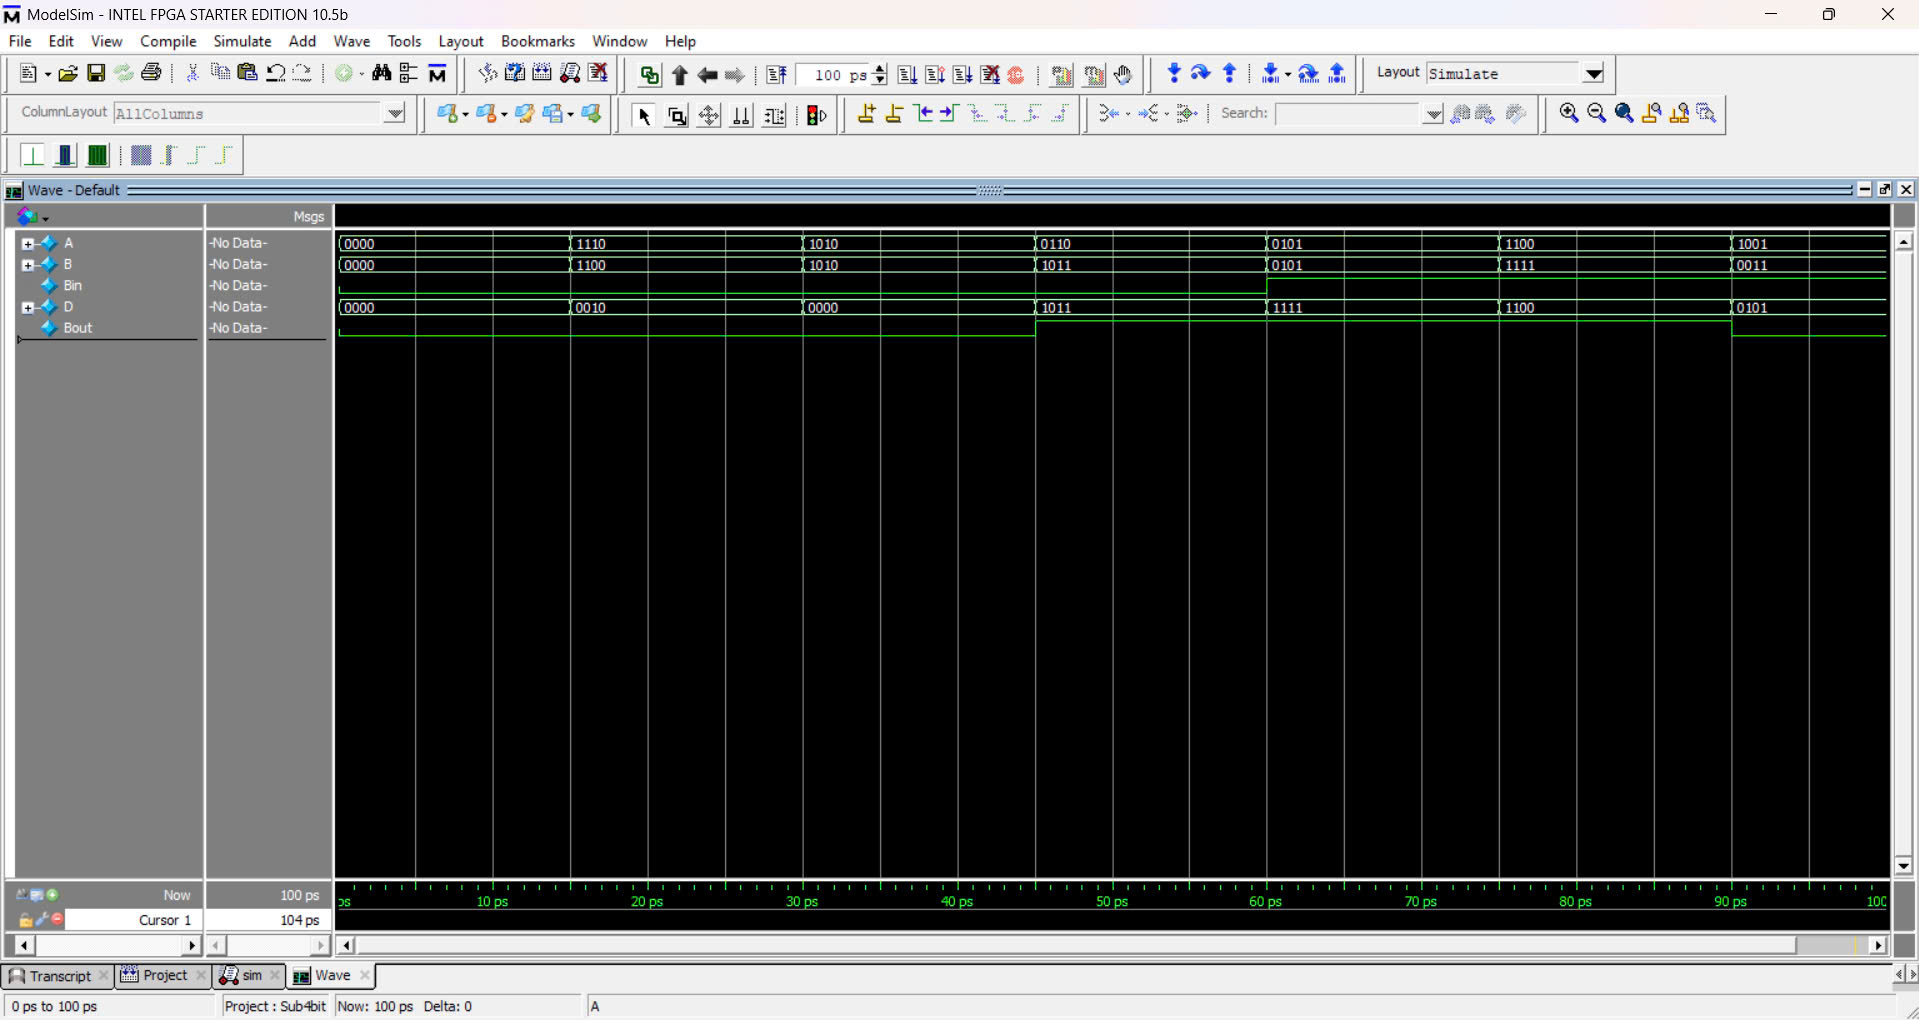 ModelSim - INTEL FPGA STARTER EDITION 10.5b
File Edit View Compile Simulate Add Wave Tools Layout Bookmarks Window Help
100 ps Layout Simulate
ColumnLayout AllColumns Search:
Wave - Default
Msgs
A -No Data- 0000 1110 1010 0110 0101 1100 1001
B -No Data- 0000 1100 1010 1011 0101 1111 0011
Bin -No Data-
D -No Data- 0000 0010 0000 1011 1111 1100 0101
Bout -No Data-
Now 100 ps
ps 10 ps 20 ps 30 ps 40 ps 50 ps 60 ps 70 ps 80 ps 90 ps 100
Cursor 1 104 ps
Transcript Project sim Wave
0 ps to 100 ps Project : Sub4bit Now: 100 ps Delta: 0 A